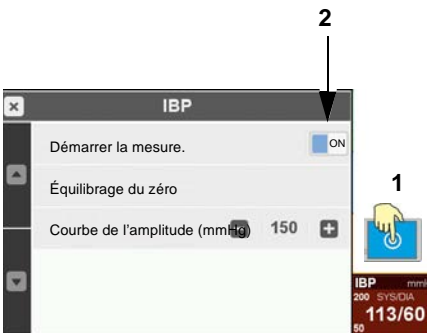 2
IBP
Démarrer la mesure. ON
Équilibrage du zéro
Courbe de l'amplitude (mmHg) 150
1
IBP
200 SYS/DIA
113/60
50